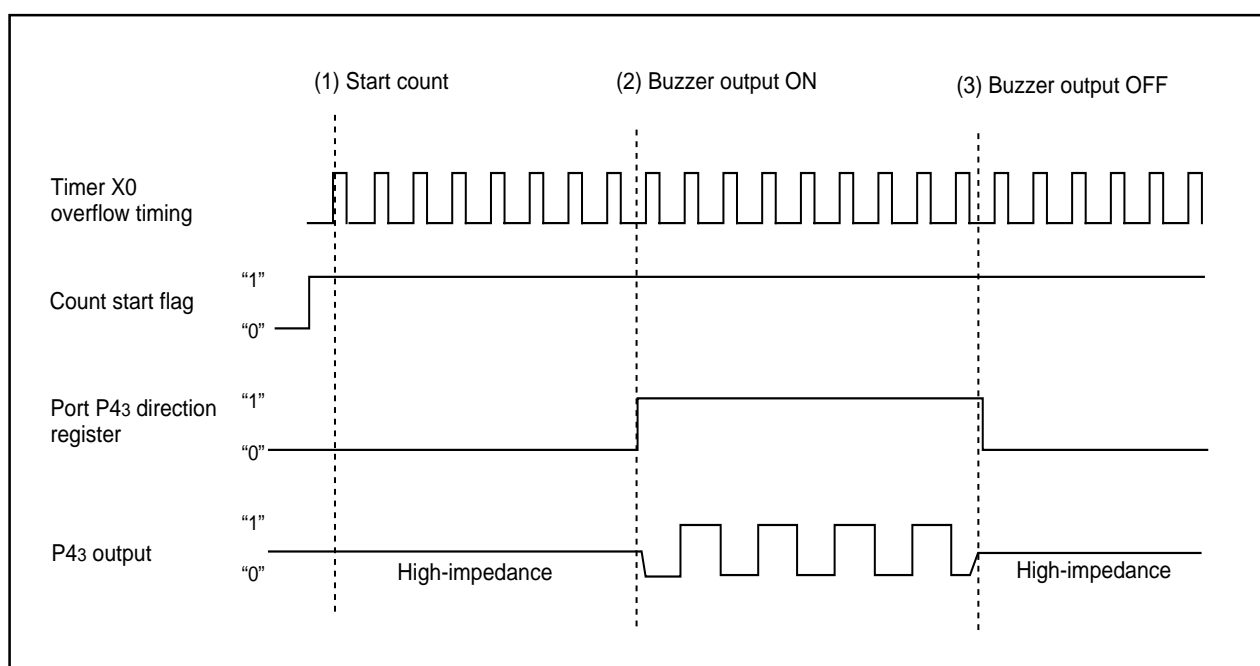 (1) Start count
(2) Buzzer output ON
(3) Buzzer output OFF
Timer X0
overflow timing
“1”
Count start flag
“0”
“1”
Port P43 direction
register
“0”
“1”
P43 output
“0”
High-impedance
High-impedance